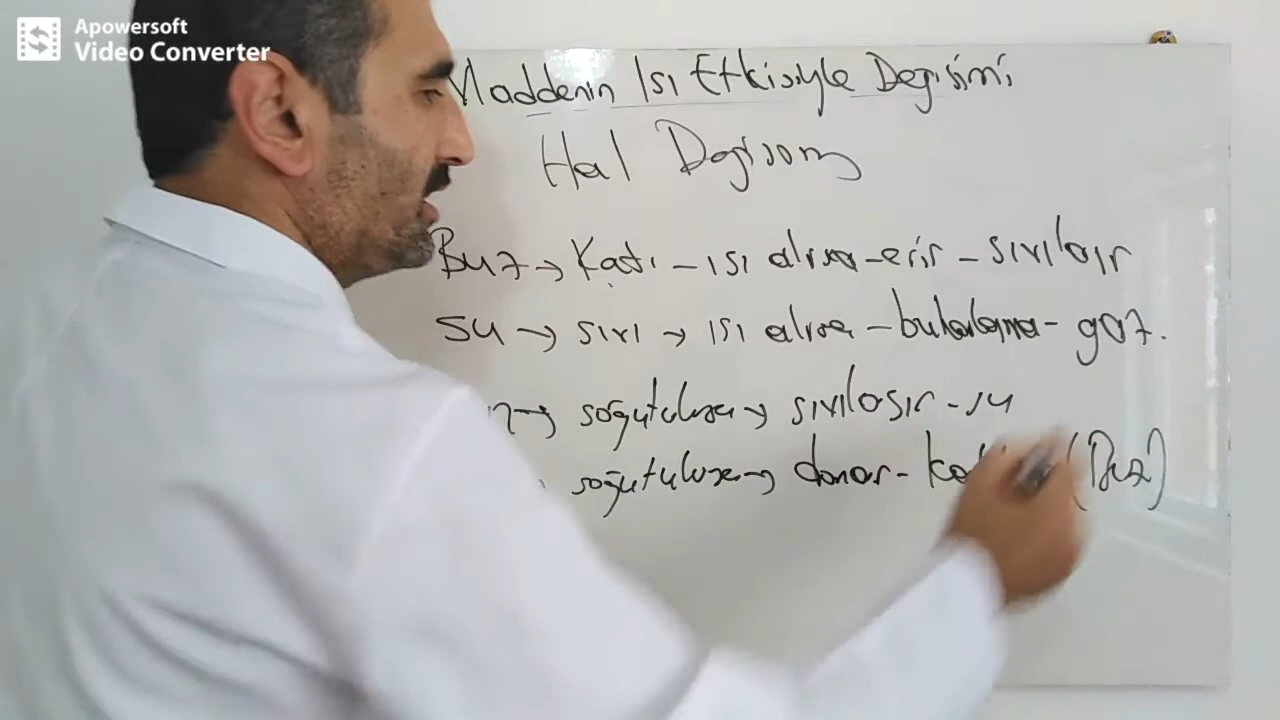 Apowersoft
Video Converter
Maddenin Isı Etkisiyle Değişimi
Hal Değişimi
Buz → Katı - ısı alırsa - erir - sıvılaşır
Su → sıvı → ısı alırsa - buharlaşma - gaz.
→ soğutulursa → sıvılaşır - su
soğutulursa → donar - (Buz)